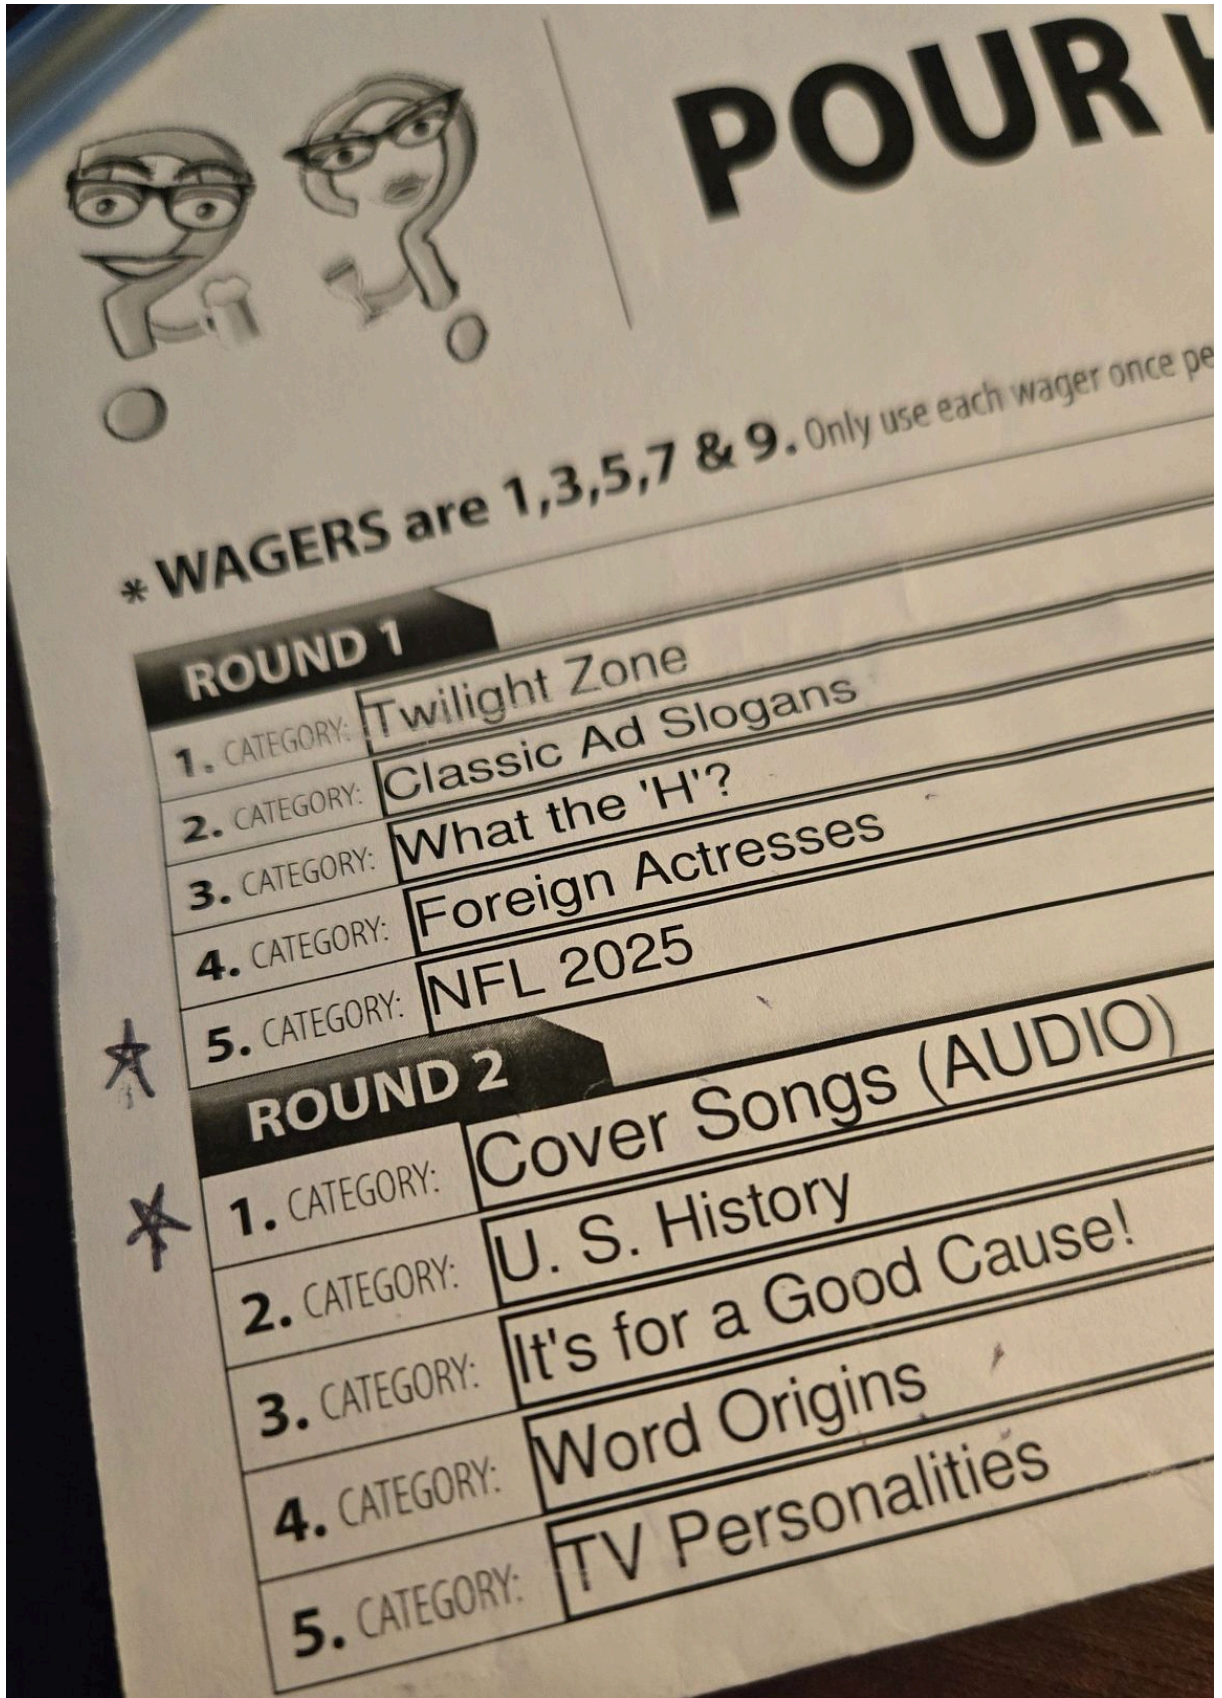 POUR
* WAGERS are 1,3,5,7 & 9. Only use each wager once
ROUND 1
1. CATEGORY: Twilight Zone
2. CATEGORY: Classic Ad Slogans
3. CATEGORY: What the 'H'?
4. CATEGORY: Foreign Actresses
5. CATEGORY: NFL 2025
ROUND 2
1. CATEGORY: Cover Songs (AUDIO)
2. CATEGORY: U. S. History
3. CATEGORY: It's for a Good Cause!
4. CATEGORY: Word Origins
5. CATEGORY: TV Personalities